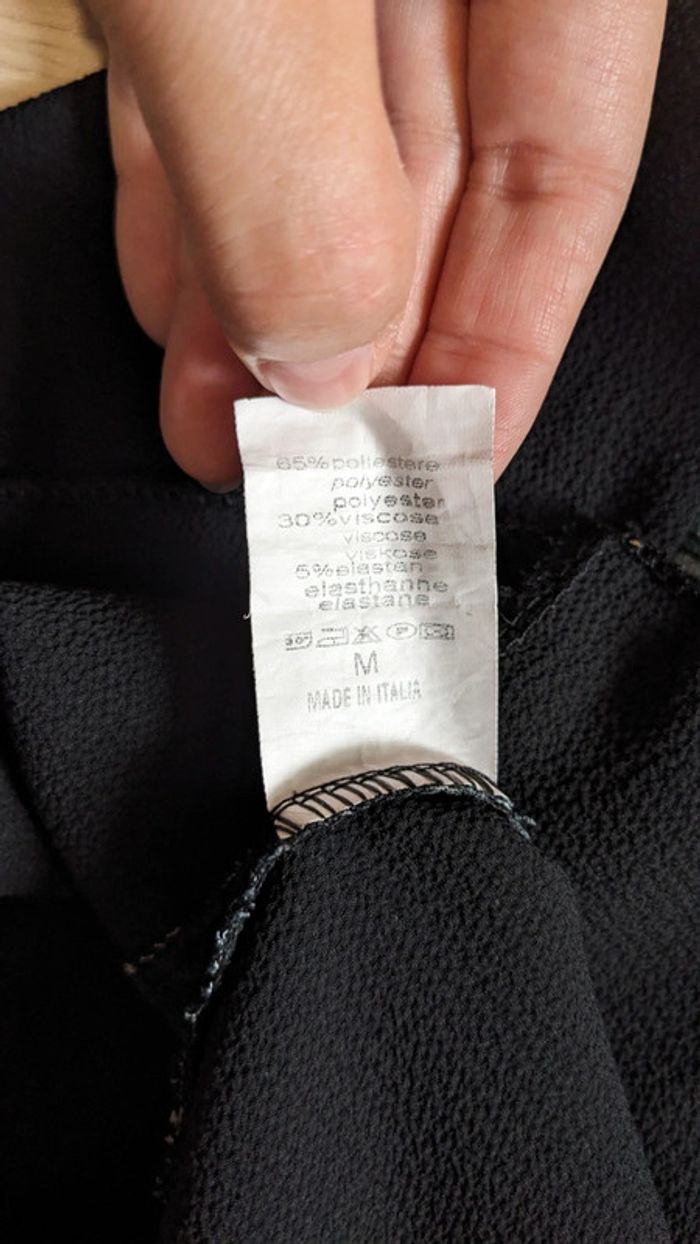 65% poliestere
polyester
polyester
30% viscose
viscose
viskose
5% elastan
elasthanne
elastane
M
MADE IN ITALIA